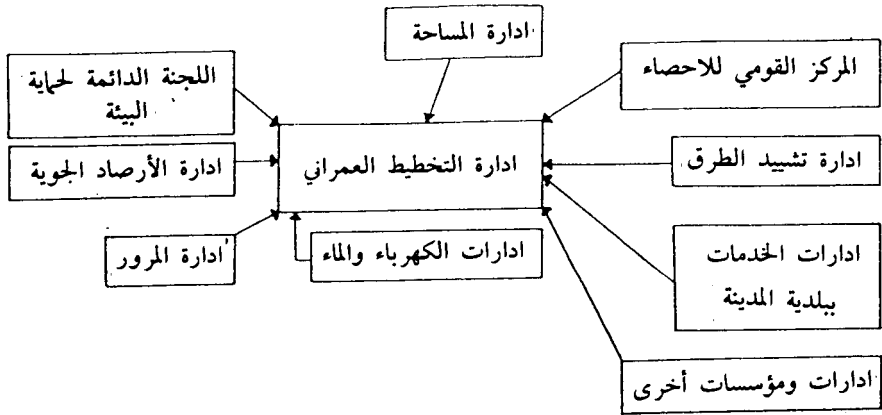 ادارة المساحة
المركز القومي للاحصاء
اللجنة الدائمة لحماية
البيئة
ادارة التخطيط العمراني
ادارة تشييد الطرق
ادارة الأرصاد الجوية
ادارات الخدمات
ببلدية المدينة
ادارات الكهرباء والماء
ادارة المرور
ادارات ومؤسسات أخرى